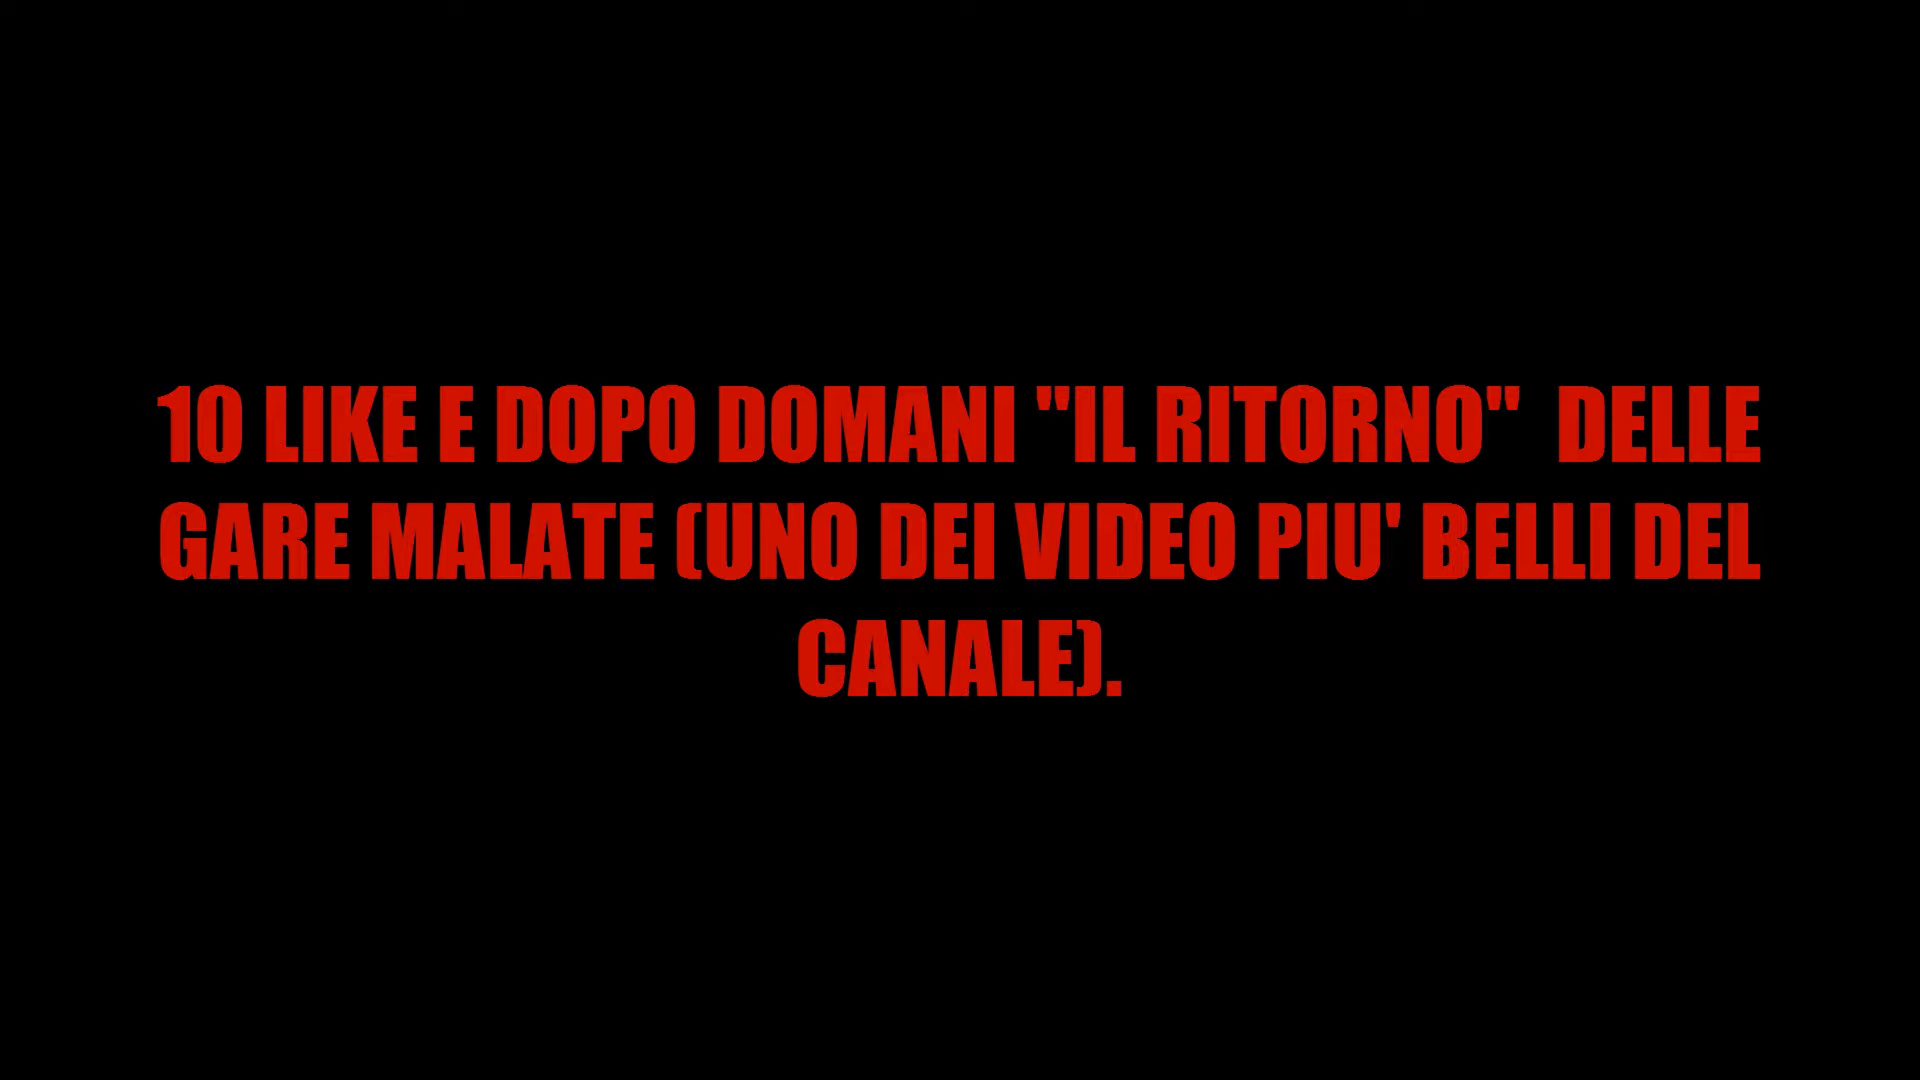 10 LIKE E DOPO DOMANI "IL RITORNO"  DELLE
GARE MALATE (UNO DEI VIDEO PIU' BELLI DEL
CANALE).